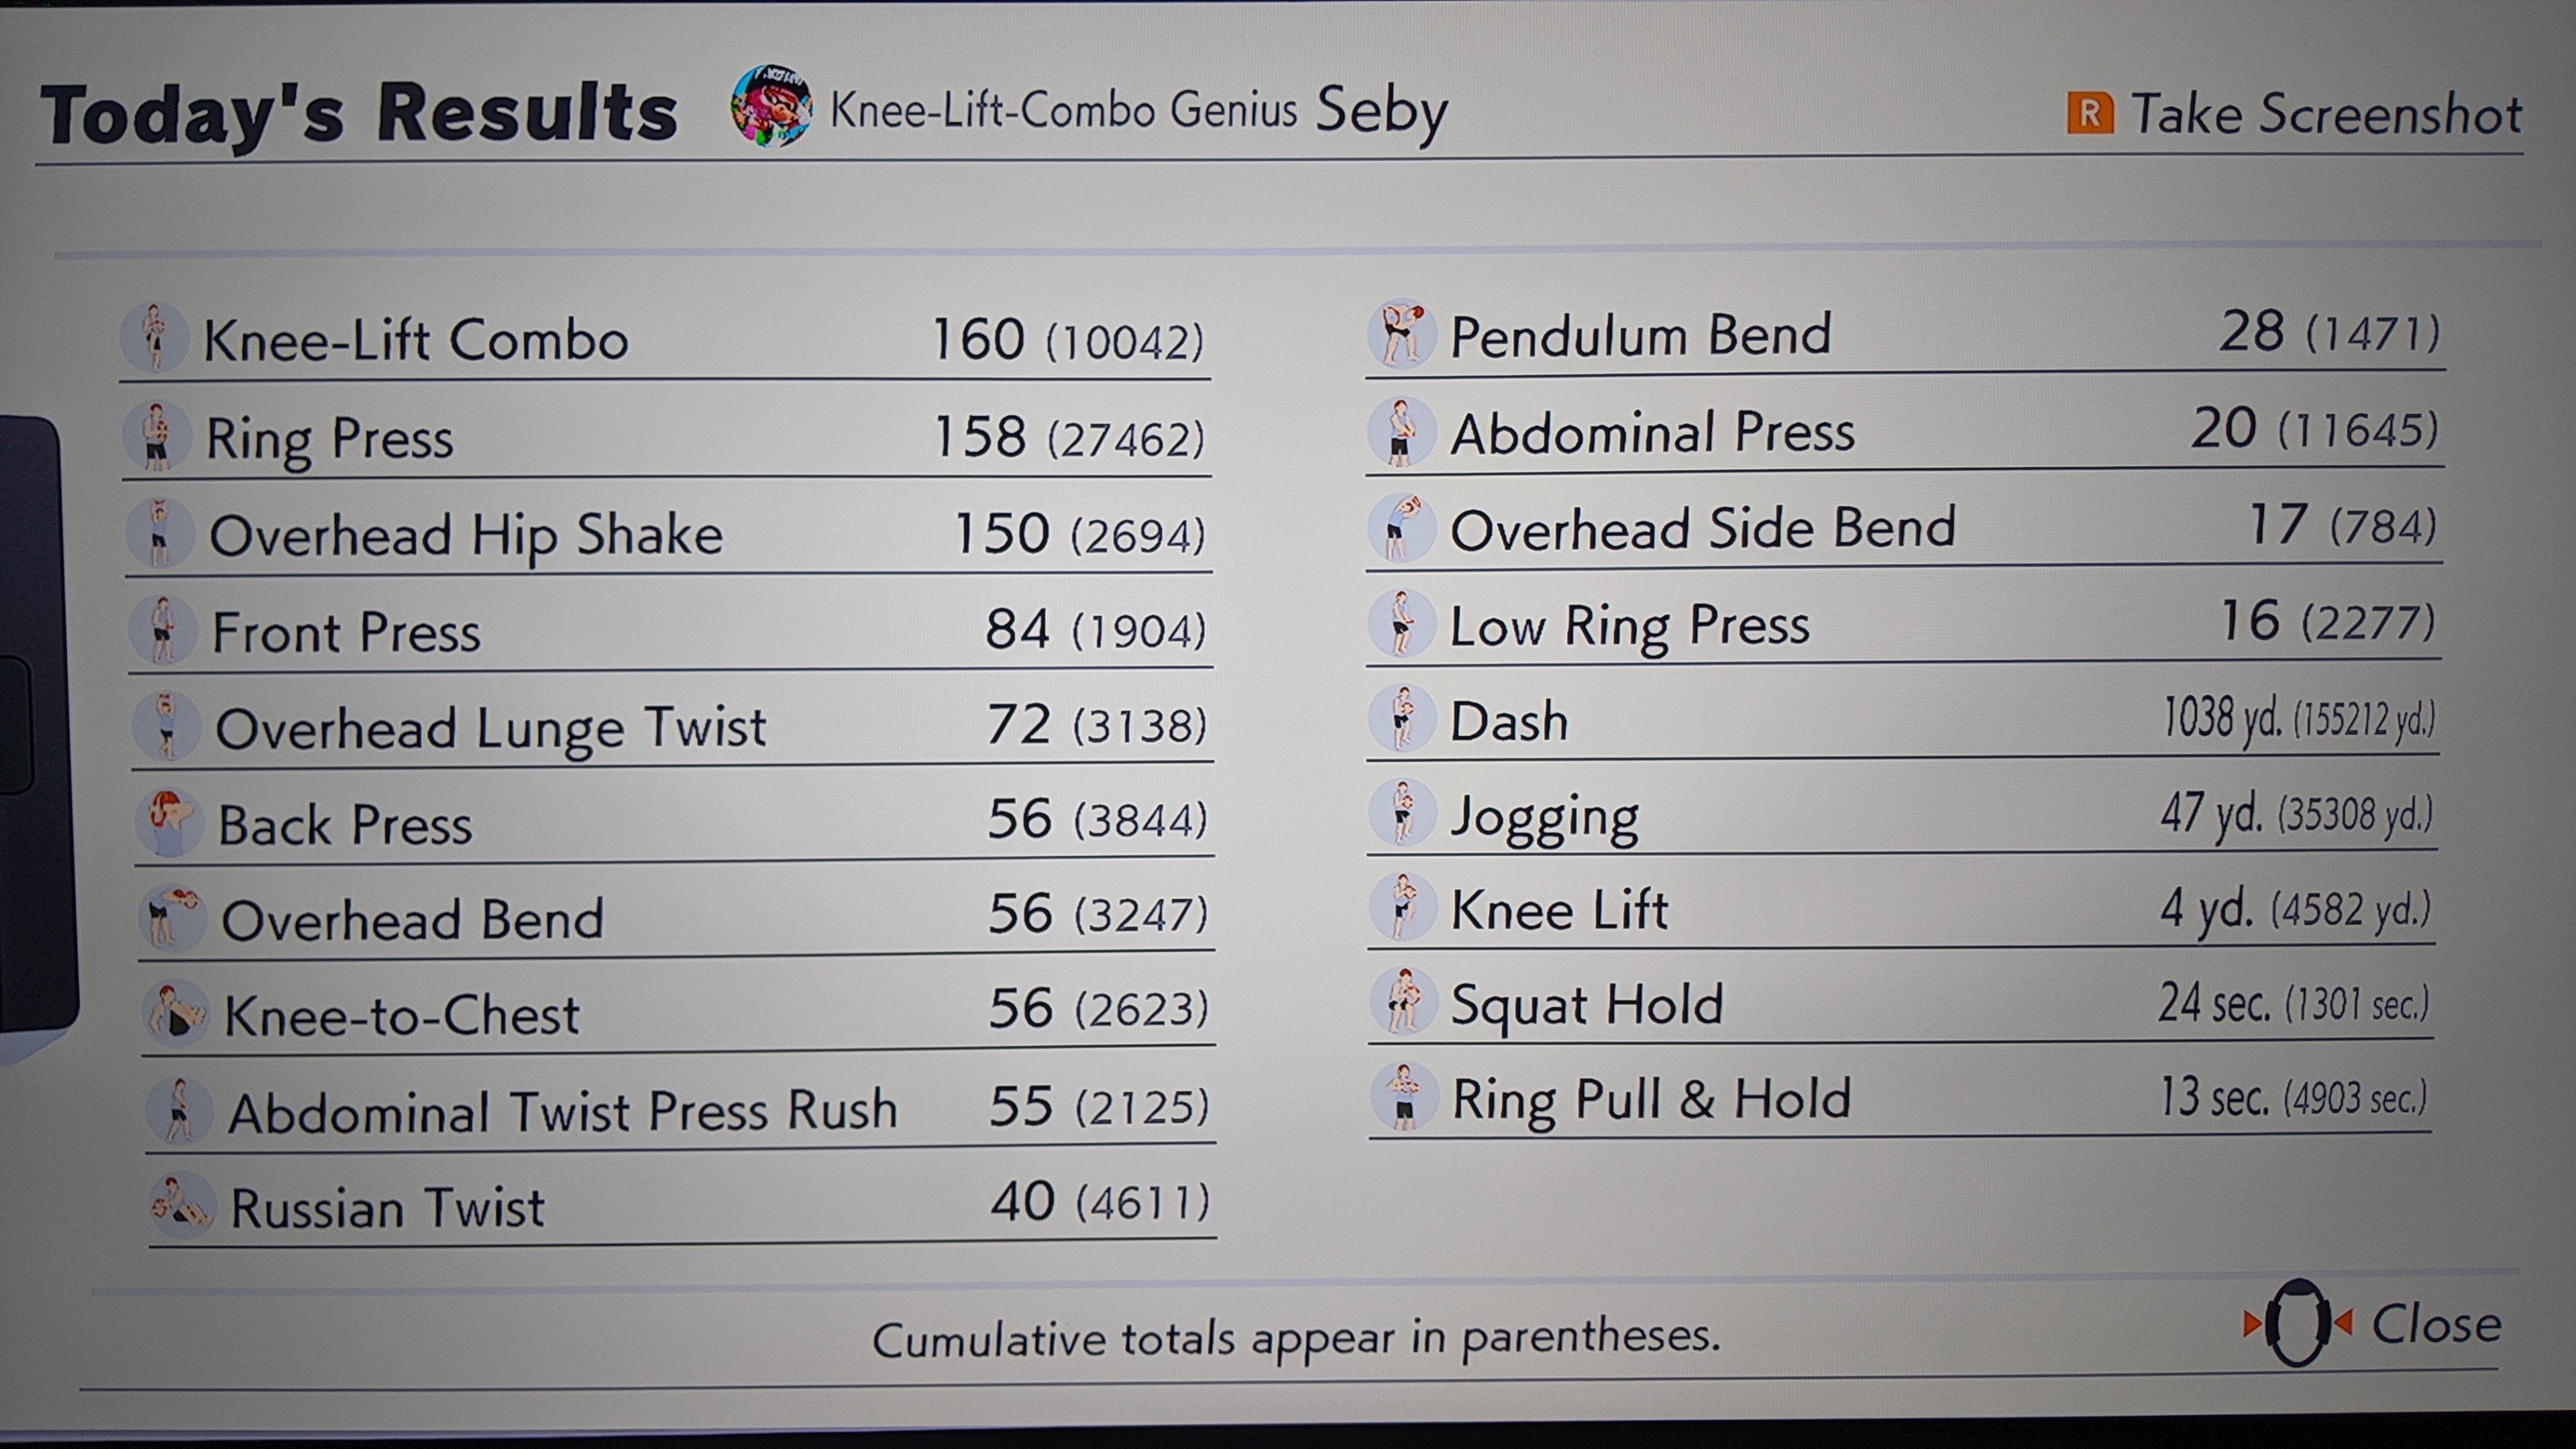 Today's Results Knee-Lift-Combo Genius Seby R Take Screenshot
Knee-Lift Combo 160 (10042)
Ring Press 158 (27462)
Overhead Hip Shake 150 (2694)
Front Press 84 (1904)
Overhead Lunge Twist 72 (3138)
Back Press 56 (3844)
Overhead Bend 56 (3247)
Knee-to-Chest 56 (2623)
Abdominal Twist Press Rush 55 (2125)
Russian Twist 40 (4611)
Pendulum Bend 28 (1471)
Abdominal Press 20 (11645)
Overhead Side Bend 17 (784)
Low Ring Press 16 (2277)
Dash 1038 yd. (155212 yd.)
Jogging 47 yd. (35308 yd.)
Knee Lift 4 yd. (4582 yd.)
Squat Hold 24 sec. (1301 sec.)
Ring Pull & Hold 13 sec. (4903 sec.)
Cumulative totals appear in parentheses.
Close